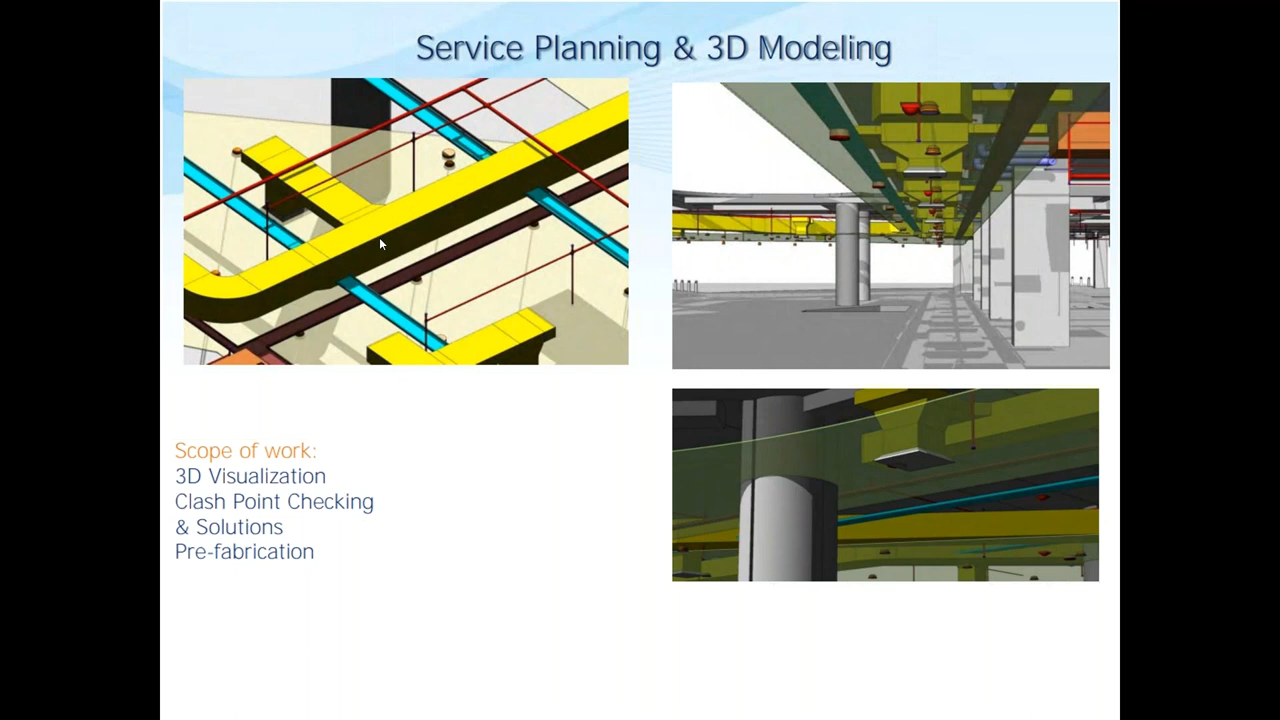 Service Planning & 3D Modeling
Scope of work:
3D Visualization
Clash Point Checking
& Solutions
Pre-fabrication